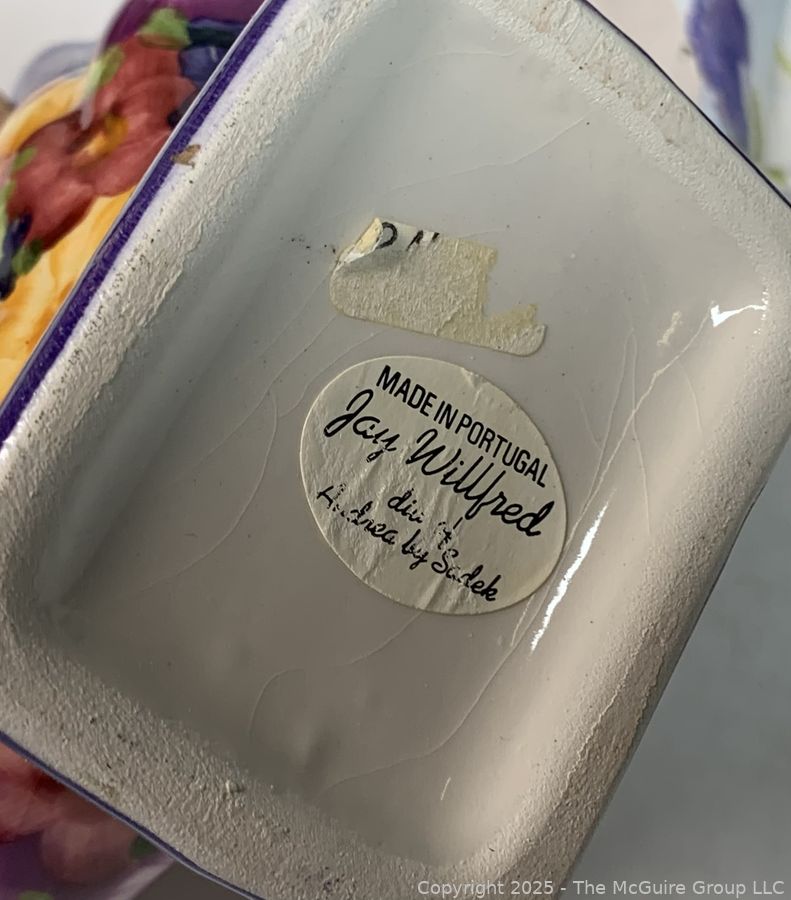 MADE IN PORTUGAL
Jay Willfred
div of
Andrea by Sadek
Copyright © 2025 - The McGuire Group LLC